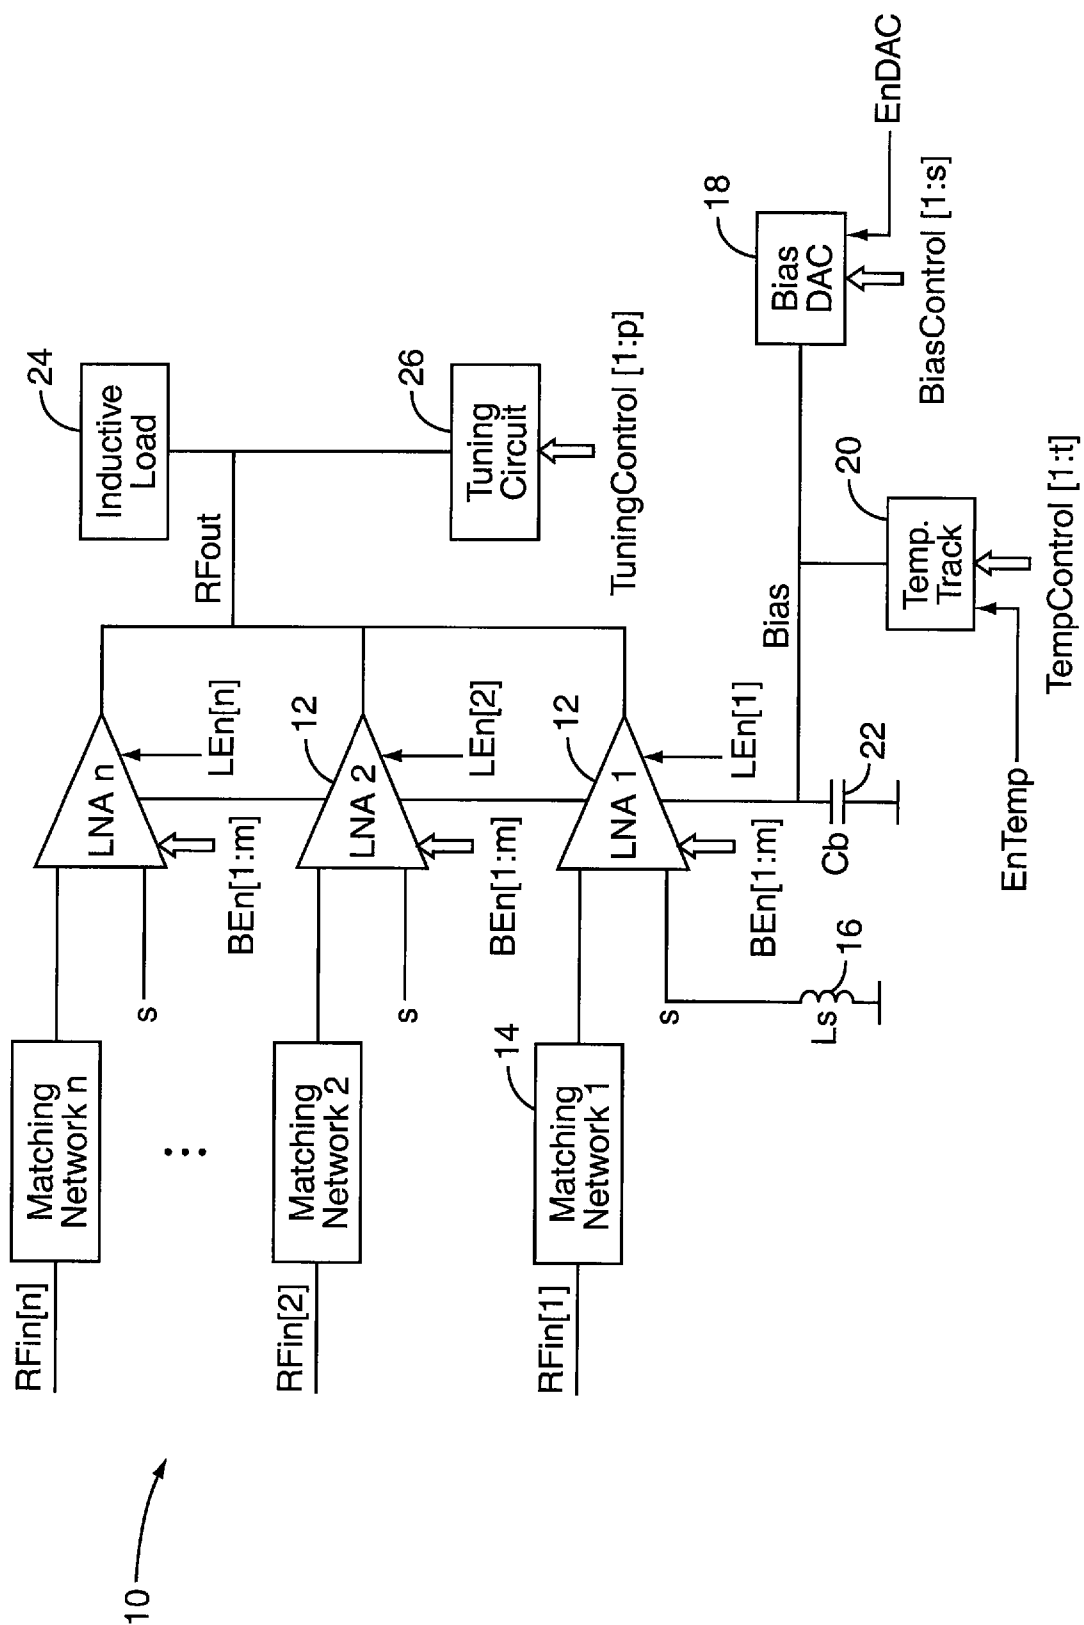 10
RFin[n]
Matching
Network n
s
LNA n
BEn[1:m]
LEn[n]
RFout
24
Inductive
Load
RFin[2]
Matching
Network 2
s
LNA 2
12
BEn[1:m]
LEn[2]
26
Tuning
Circuit
TuningControl [1:p]
RFin[1]
14
Matching
Network 1
s
LNA 1
12
BEn[1:m]
LEn[1]
Ls
16
Cb
22
Bias
18
Bias
DAC
EnDAC
BiasControl [1:s]
20
Temp.
Track
EnTemp
TempControl [1:t]